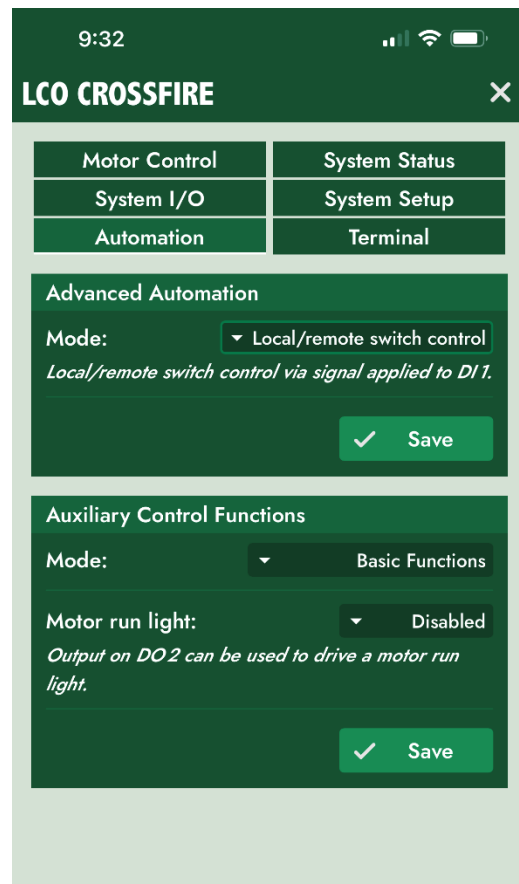 9:32
LCO CROSSFIRE
Motor Control
System Status
System I/O
System Setup
Automation
Terminal
Advanced Automation
Mode: Local/remote switch control
Local/remote switch control via signal applied to DI 1.
Save
Auxiliary Control Functions
Mode: Basic Functions
Motor run light: Disabled
Output on DO 2 can be used to drive a motor run
light.
Save